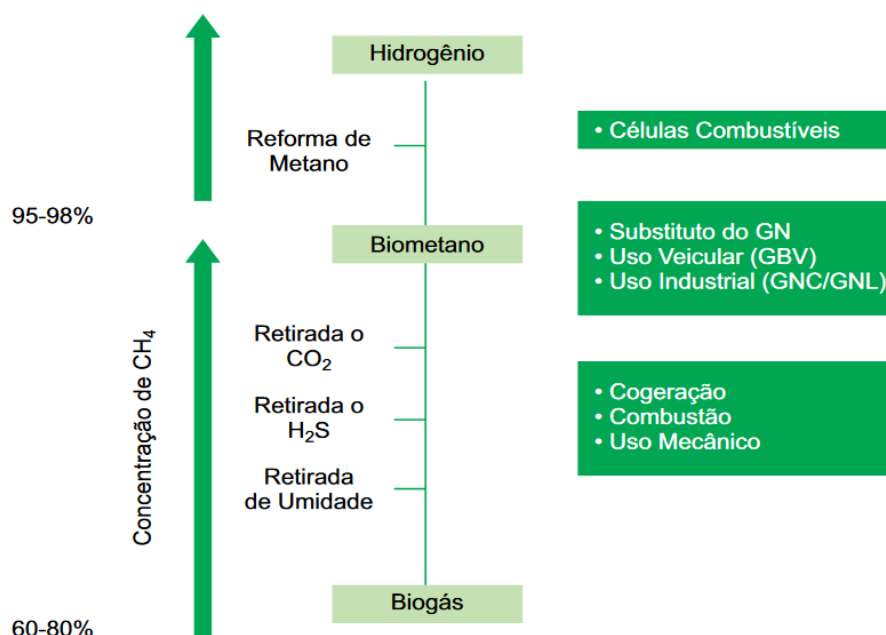 Hidrogênio
Reforma de
Metano
• Células Combustíveis
95-98%
Biometano
• Substituto do GN
• Uso Veicular (GBV)
• Uso Industrial (GNC/GNL)
Concentração de CH₄
Retirada o
CO₂
Retirada o
H₂S
Retirada
de Umidade
• Cogeração
• Combustão
• Uso Mecânico
Biogás
60-80%